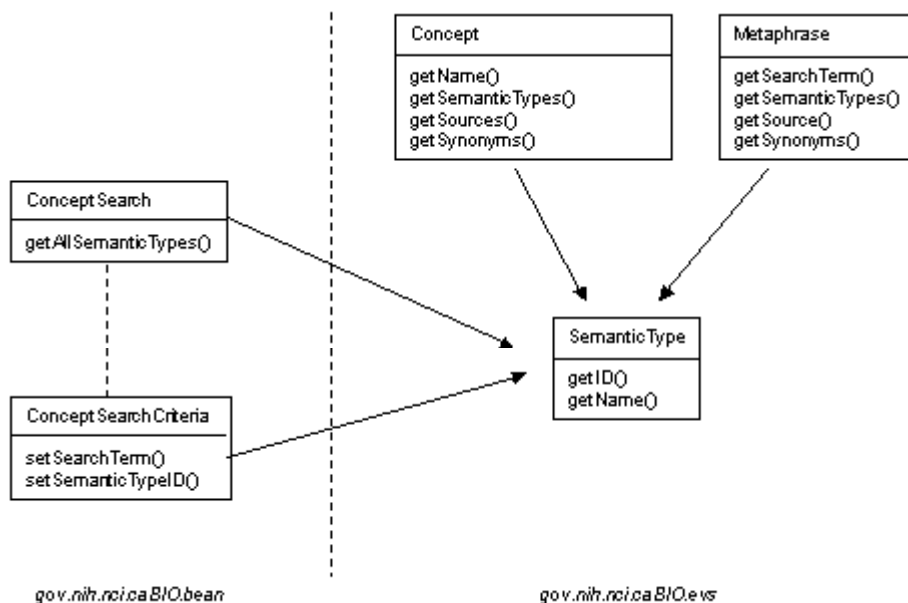 Concept
getName()
getSemanticTypes()
getSources()
getSynonyms()
Metaphrase
getSearchTerm()
getSemanticTypes()
getSource()
getSynonyms()
ConceptSearch
getAllSemanticTypes()
SemanticType
getID()
getName()
ConceptSearchCriteria
setSearchTerm()
setSemanticTypeID()
gov.nih.nci.caBIO.bean
gov.nih.nci.caBIO.evs